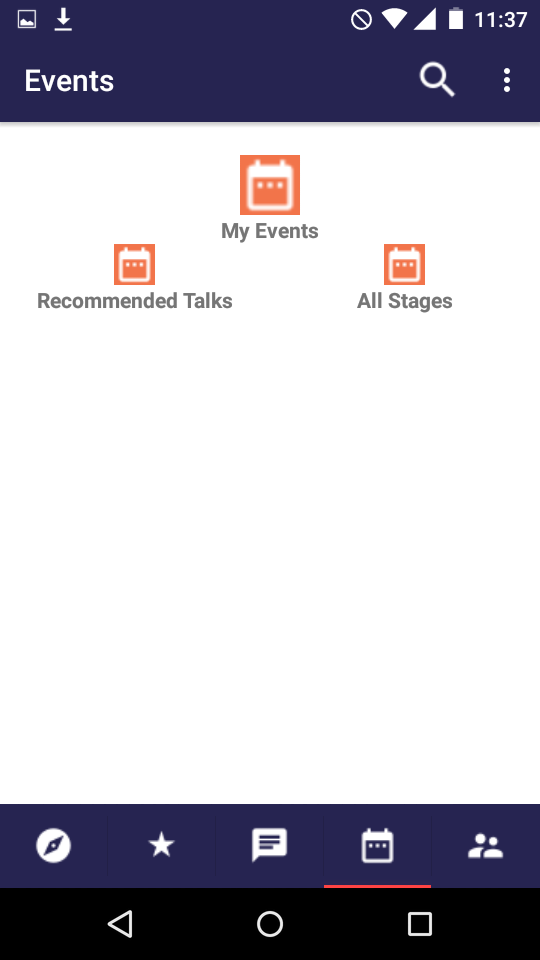 11:37
Events
My Events
Recommended Talks
All Stages